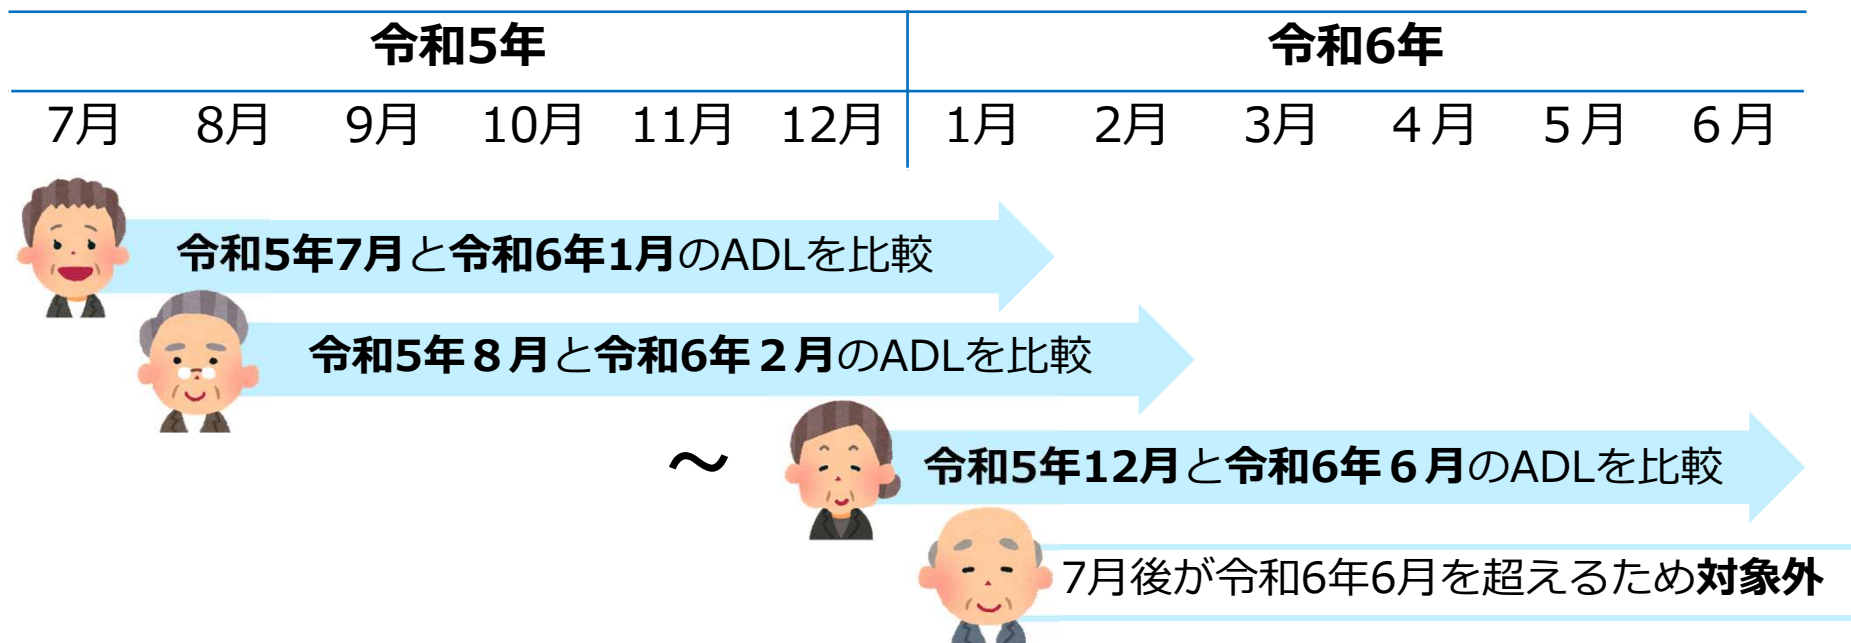 令和5年 令和6年
7月 8月 9月 10月 11月 12月 1月 2月 3月 4月 5月 6月
令和5年7月と令和6年1月のADLを比較
令和5年８月と令和6年２月のADLを比較
～
令和5年12月と令和6年６月のADLを比較
7月後が令和6年6月を超えるため対象外